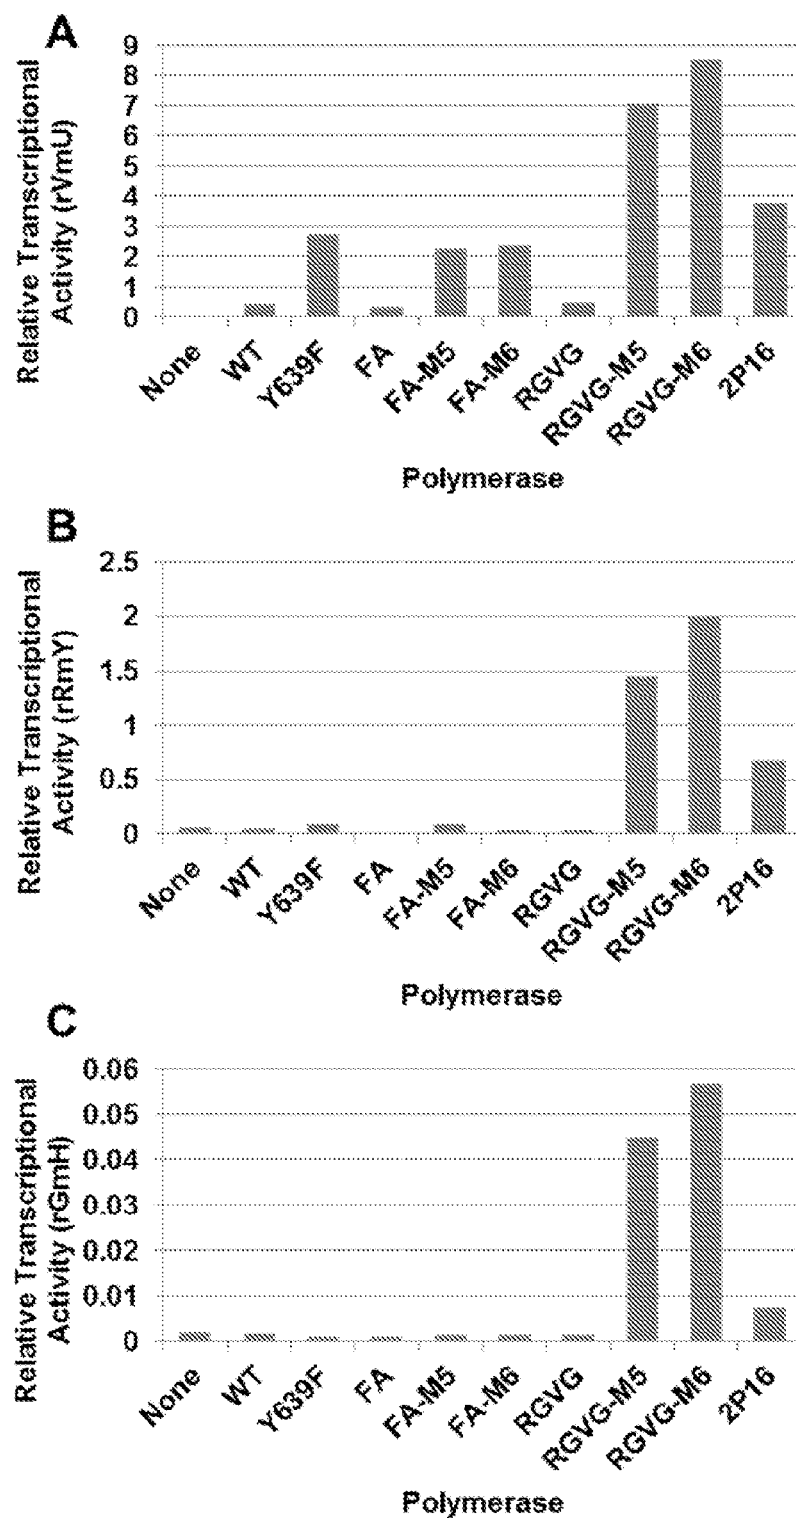 A
Relative Transcriptional
Activity (rVmU)
9
8
7
6
5
4
3
2
1
0
None
WT
Y639F
FA
FA-M5
FA-M6
RGVG
RGVG-M5
RGVG-M6
2P16
Polymerase
B
Relative Transcriptional
Activity (rRmY)
2.5
2
1.5
1
0.5
0
None
WT
Y639F
FA
FA-M5
FA-M6
RGVG
RGVG-M5
RGVG-M6
2P16
Polymerase
C
Relative Transcriptional
Activity (rGmH)
0.06
0.05
0.04
0.03
0.02
0.01
0
None
WT
Y639F
FA
FA-M5
FA-M6
RGVG
RGVG-M5
RGVG-M6
2P16
Polymerase